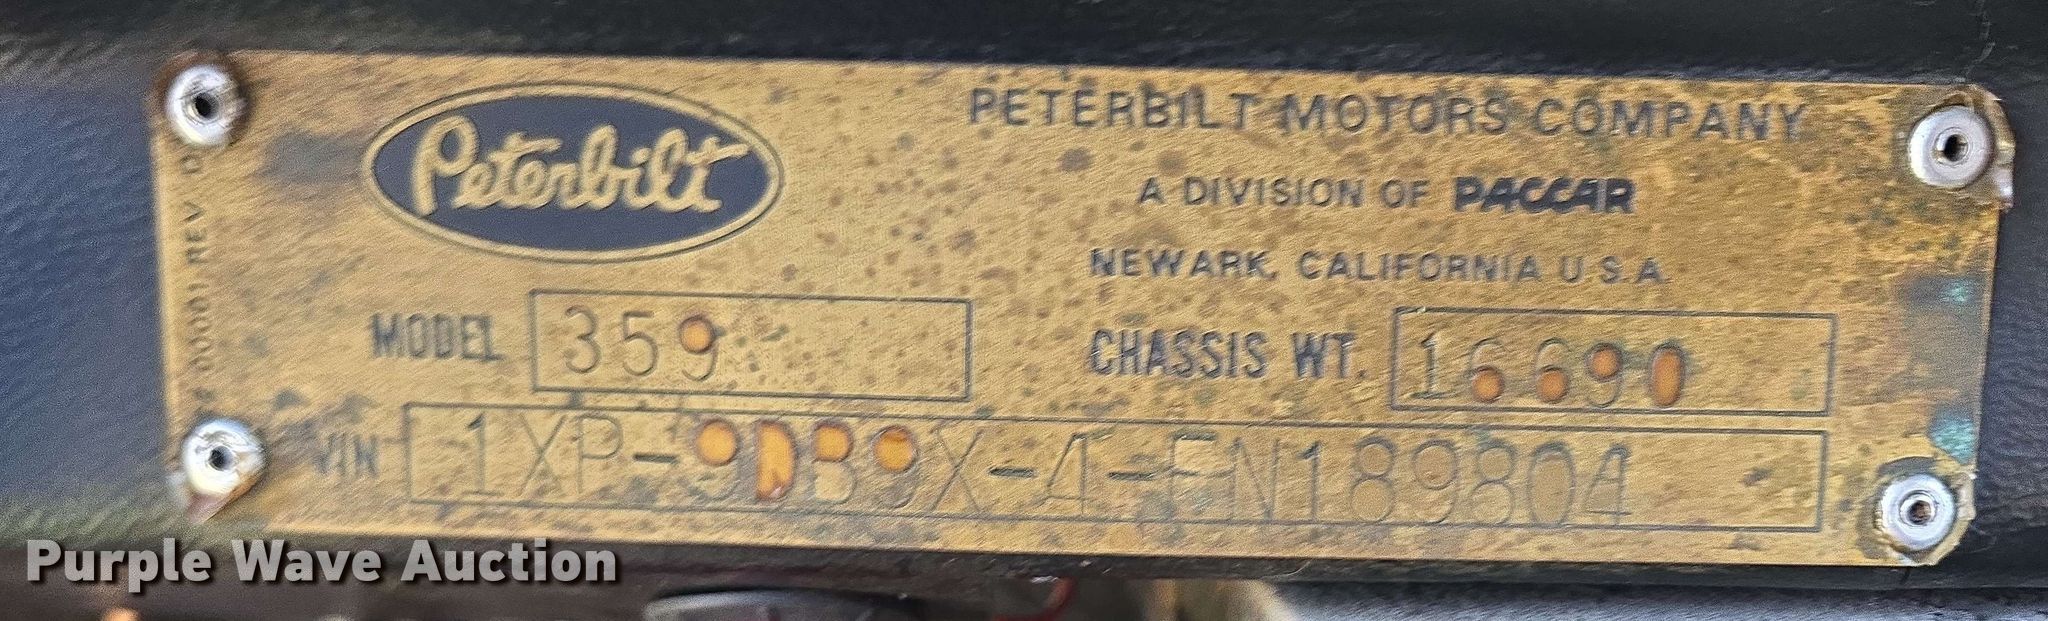 Peterbilt
PETERBILT MOTORS COMPANY
A DIVISION OF PACCAR
NEWARK, CALIFORNIA U.S.A.
MODEL 359
CHASSIS WT. 16690
VIN 1XP-9DB9X-4-FN189804
REV
Purple Wave Auction